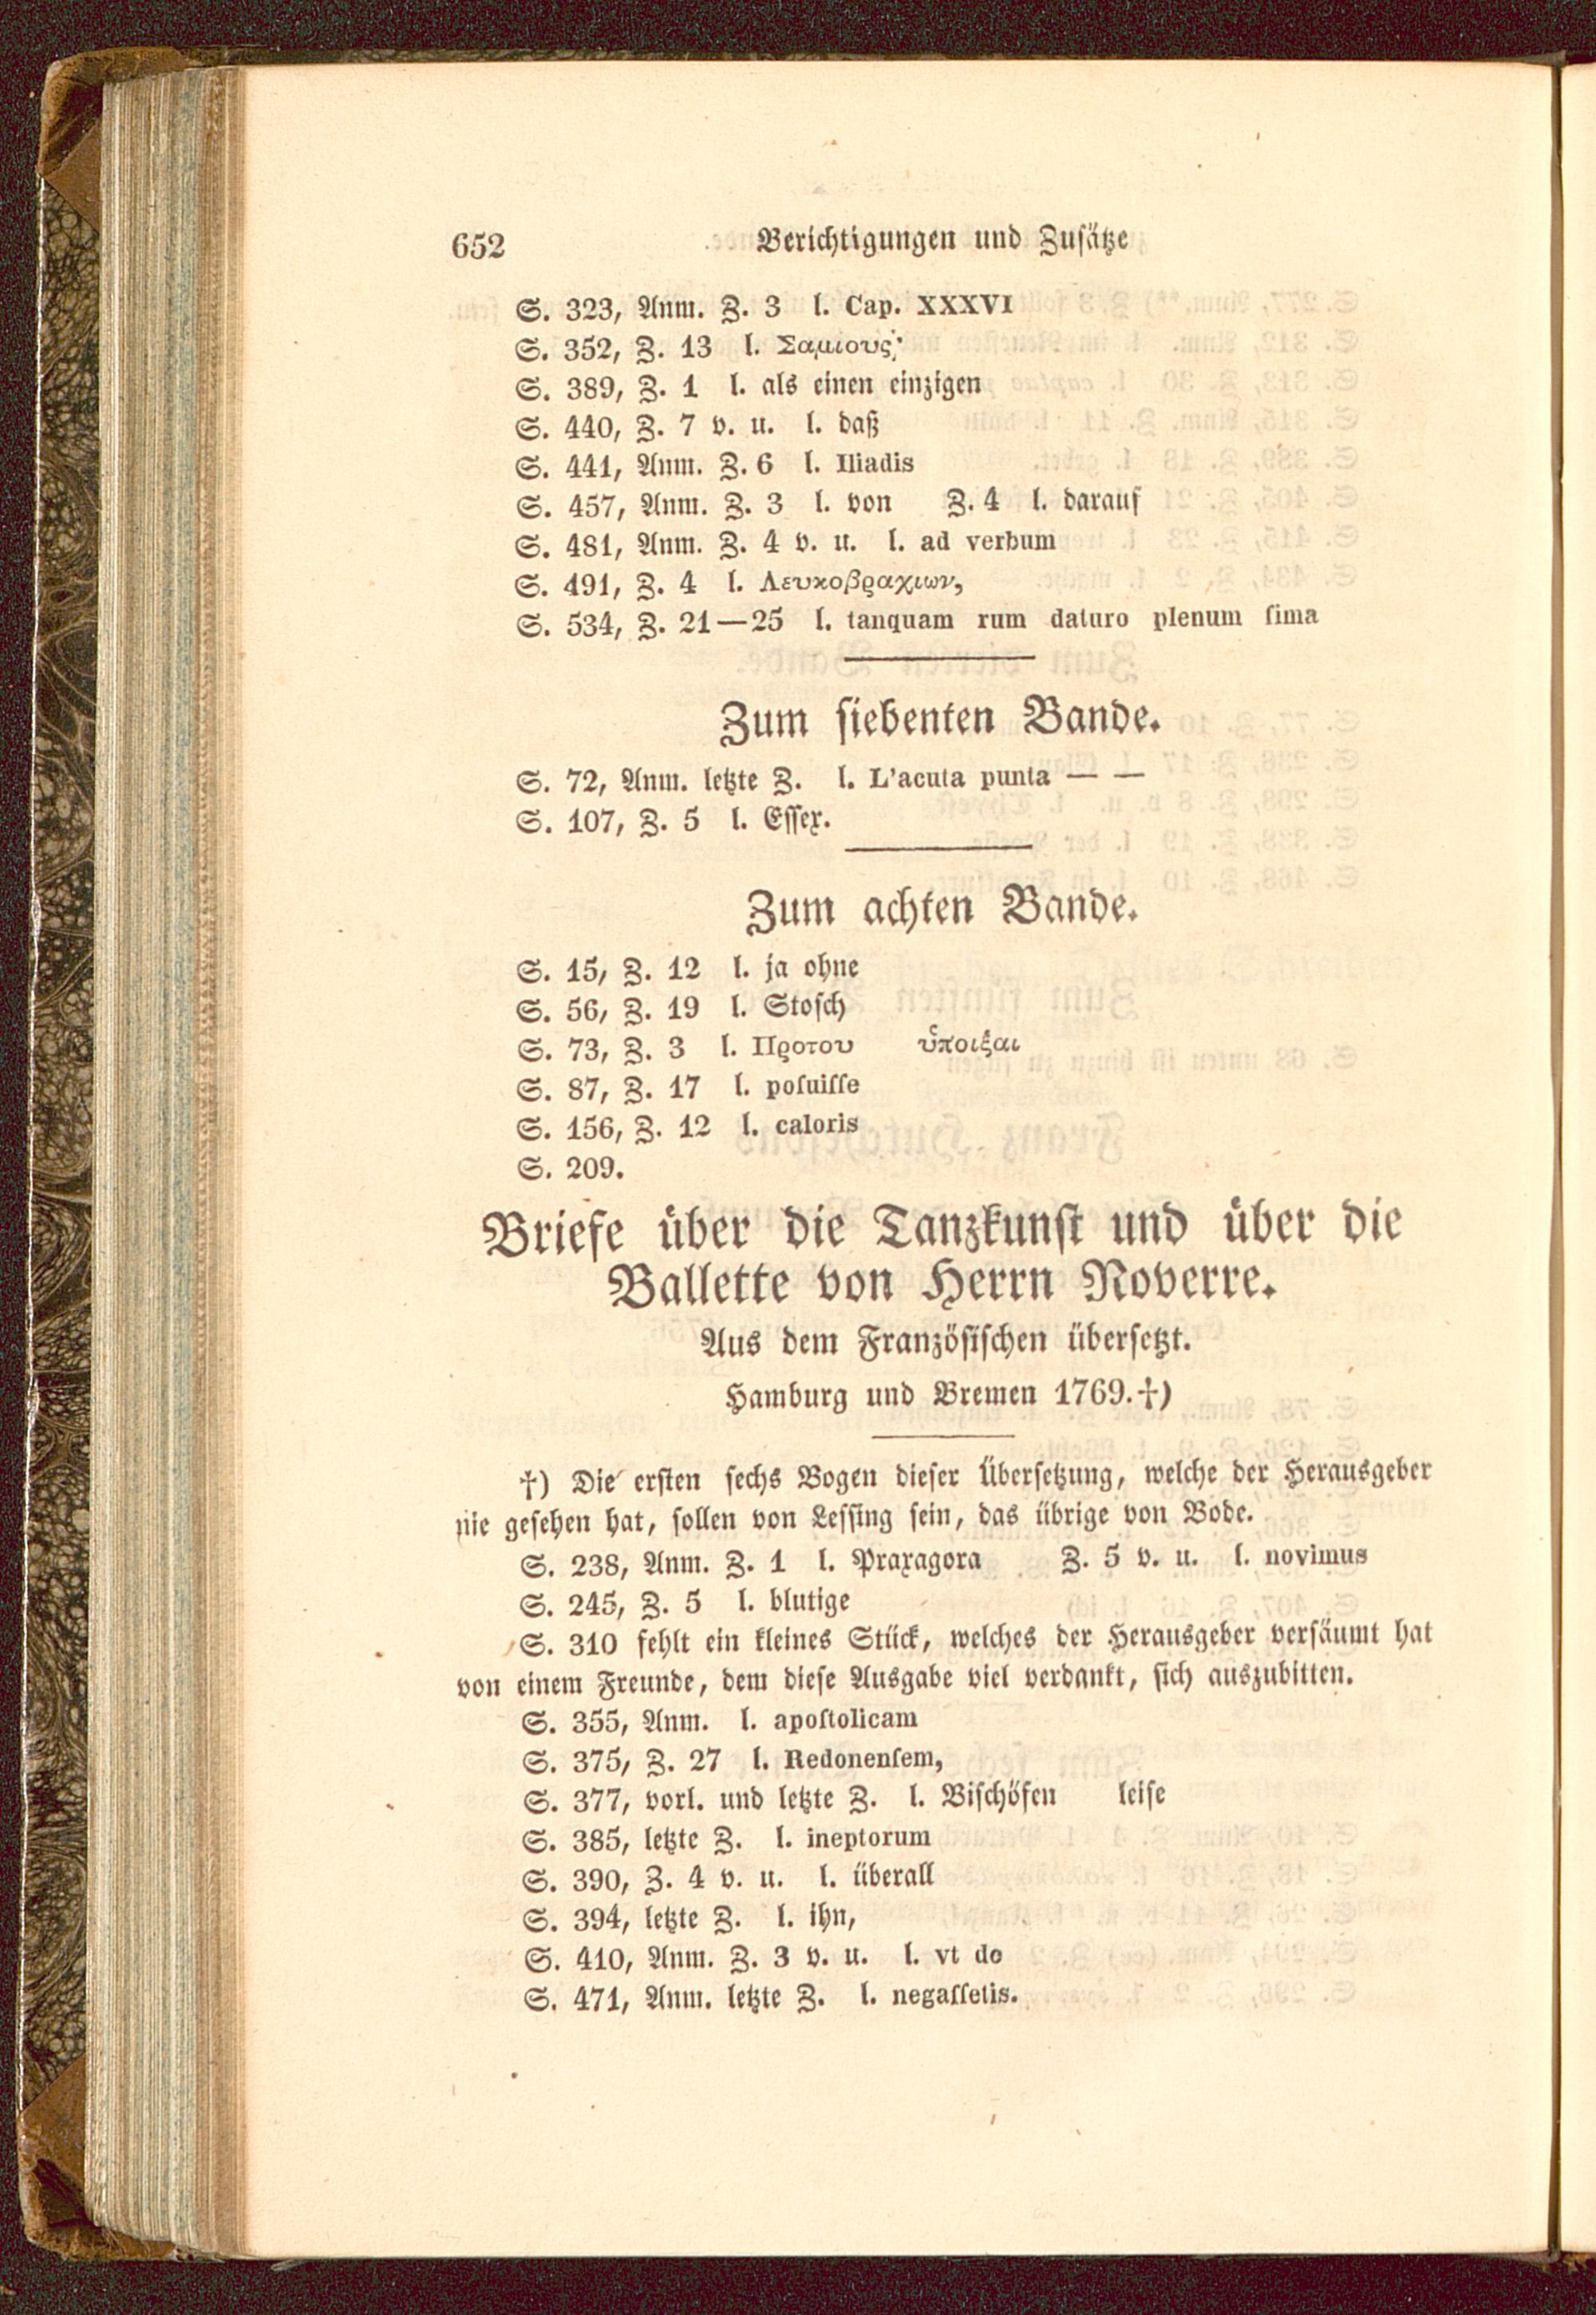 652 Berichtigungen und Zusätze
S. 323, Anm. Z. 3 l. Cap. XXXVI
S. 352, Z. 13 l. Σαμιους·
S. 389, Z. 1 l. als einen einzigen
S. 440, Z. 7 v. u. l. daß
S. 441, Anm. Z. 6 l. Iliadis
S. 457, Anm. Z. 3 l. von Z. 4 l. darauf
S. 481, Anm. Z. 4 v. u. l. ad verbum
S. 491, Z. 4 l. Λευκοβραχιων,
S. 534, Z. 21—25 l. tanquam rum daturo plenum ſima
Zum ſiebenten Bande.
S. 72, Anm. letzte Z. l. L'acuta punta — —
S. 107, Z. 5 l. Eſſex.
Zum achten Bande.
S. 15, Z. 12 l. ja ohne
S. 56, Z. 19 l. Stoſch
S. 73, Z. 3 l. Προτου ὑποιξαι
S. 87, Z. 17 l. poſuiſſe
S. 156, Z. 12 l. caloris
S. 209.
Briefe über die Tanzkunſt und über die
Ballette von Herrn Noverre.
Aus dem Franzöſiſchen überſetzt.
Hamburg und Bremen 1769.†)
†) Die erſten ſechs Bogen dieſer Überſetzung, welche der Herausgeber
nie geſehen hat, ſollen von Leſſing ſein, das übrige von Bode.
S. 238, Anm. Z. 1 l. Praxagora Z. 5 v. u. l. novimus
S. 245, Z. 5 l. blutige
S. 310 fehlt ein kleines Stück, welches der Herausgeber verſäumt hat
von einem Freunde, dem dieſe Ausgabe viel verdankt, ſich auszubitten.
S. 355, Anm. l. apoſtolicam
S. 375, Z. 27 l. Redonenſem,
S. 377, vorl. und letzte Z. l. Biſchöfen leiſe
S. 385, letzte Z. l. ineptorum
S. 390, Z. 4 v. u. l. überall
S. 394, letzte Z. l. ihn,
S. 410, Anm. Z. 3 v. u. l. vt de
S. 471, Anm. letzte Z. l. negaſſetis.